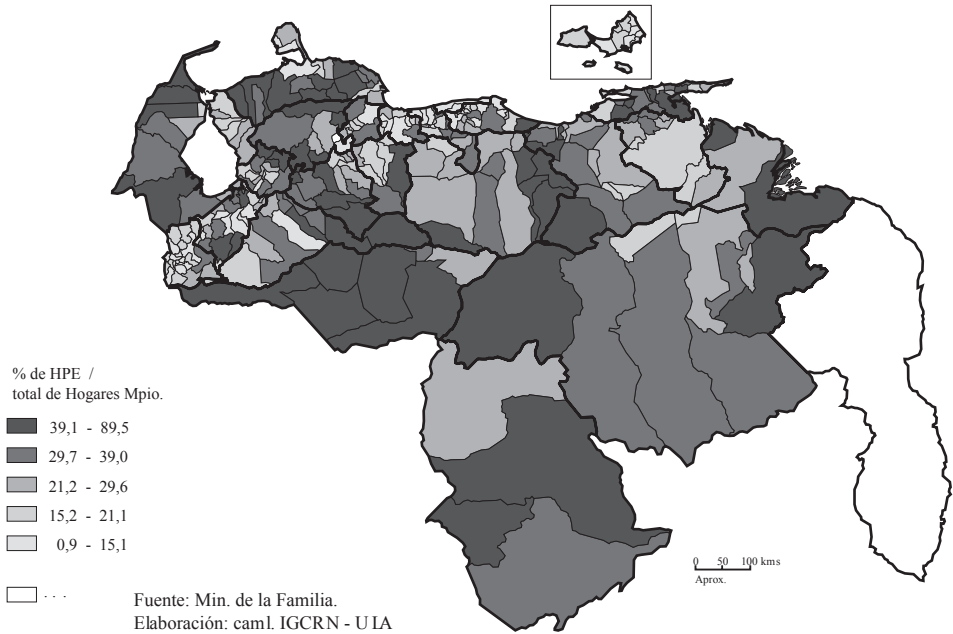 % de HPE /
total de Hogares Mpio.
39,1 - 89,5
29,7 - 39,0
21,2 - 29,6
15,2 - 21,1
0,9 - 15,1
. . .
Fuente: Min. de la Familia.
Elaboración: caml. IGCRN - U IA
0 50 100 kms
Aprox.